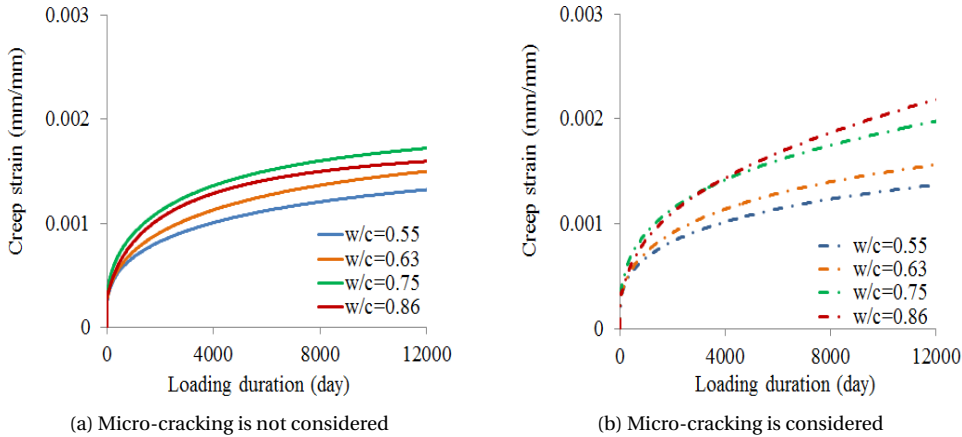 0.003
0.002
0.001
0
Creep strain (mm/mm)
w/c=0.55
w/c=0.63
w/c=0.75
w/c=0.86
0 4000 8000 12000
Loading duration (day)
(a) Micro-cracking is not considered
0.003
0.002
0.001
0
Creep strain (mm/mm)
w/c=0.55
w/c=0.63
w/c=0.75
w/c=0.86
0 4000 8000 12000
Loading duration (day)
(b) Micro-cracking is considered